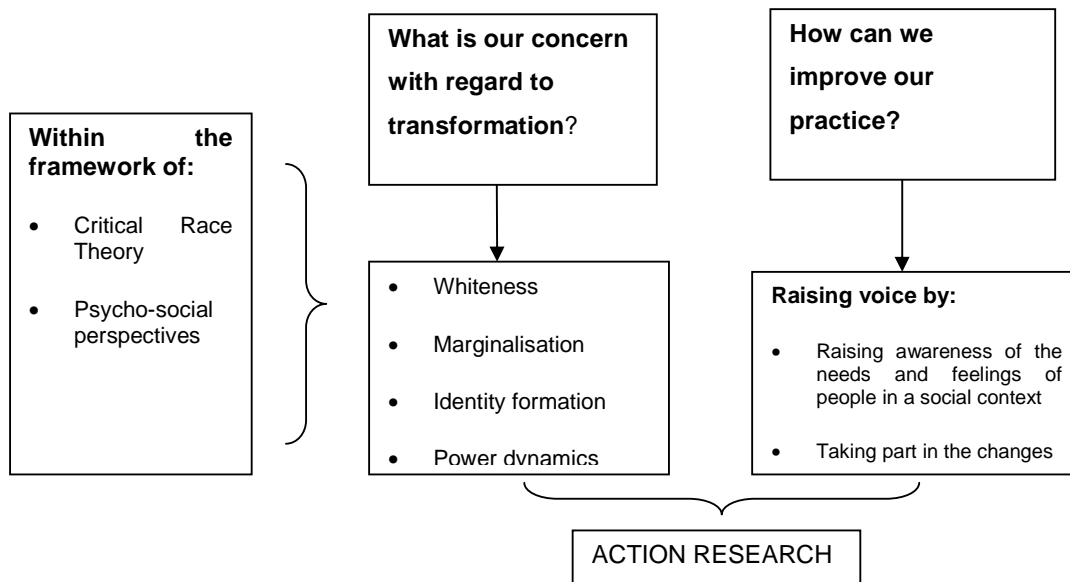 Within the
framework of:
• Critical Race
Theory
• Psycho-social
perspectives
What is our concern
with regard to
transformation?
• Whiteness
• Marginalisation
• Identity formation
• Power dynamics
How can we
improve our
practice?
Raising voice by:
• Raising awareness of the
needs and feelings of
people in a social context
• Taking part in the changes
ACTION RESEARCH